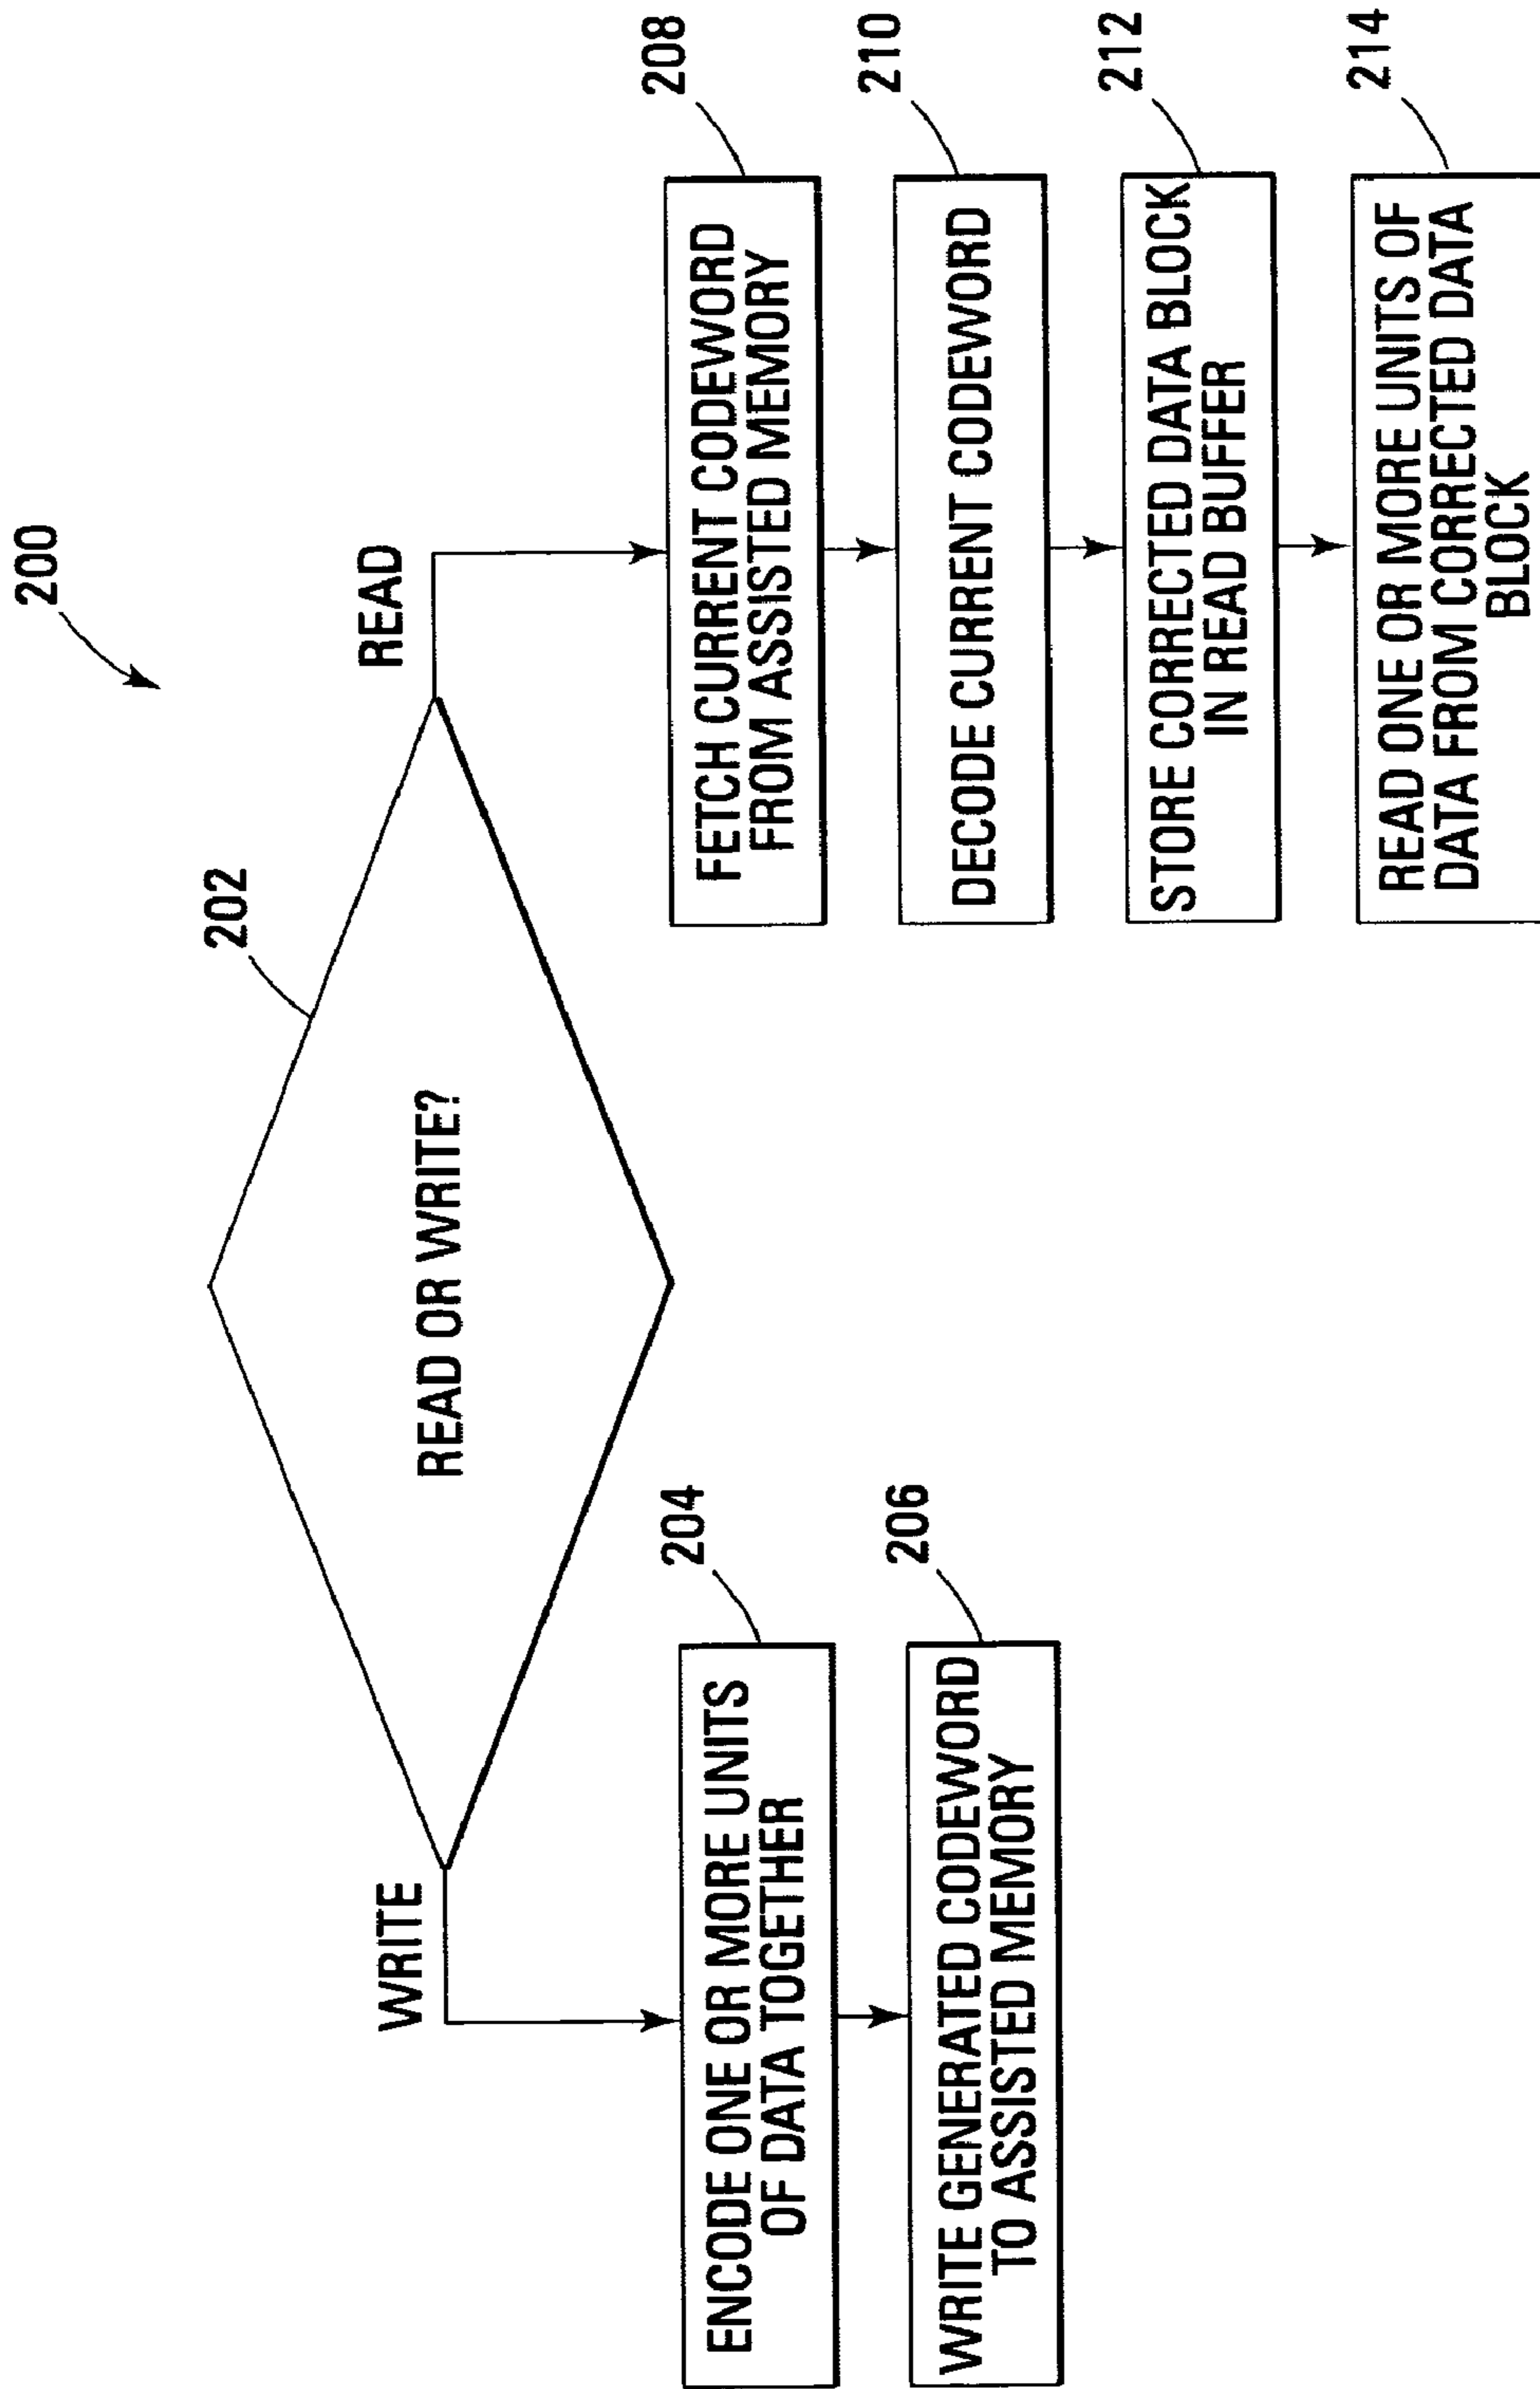 200
202
READ OR WRITE?
WRITE
READ
204
ENCODE ONE OR MORE UNITS
OF DATA TOGETHER
206
WRITE GENERATED CODEWORD
TO ASSISTED MEMORY
208
FETCH CURRENT CODEWORD
FROM ASSISTED MEMORY
210
DECODE CURRENT CODEWORD
212
STORE CORRECTED DATA BLOCK
IN READ BUFFER
214
READ ONE OR MORE UNITS OF
DATA FROM CORRECTED DATA
BLOCK